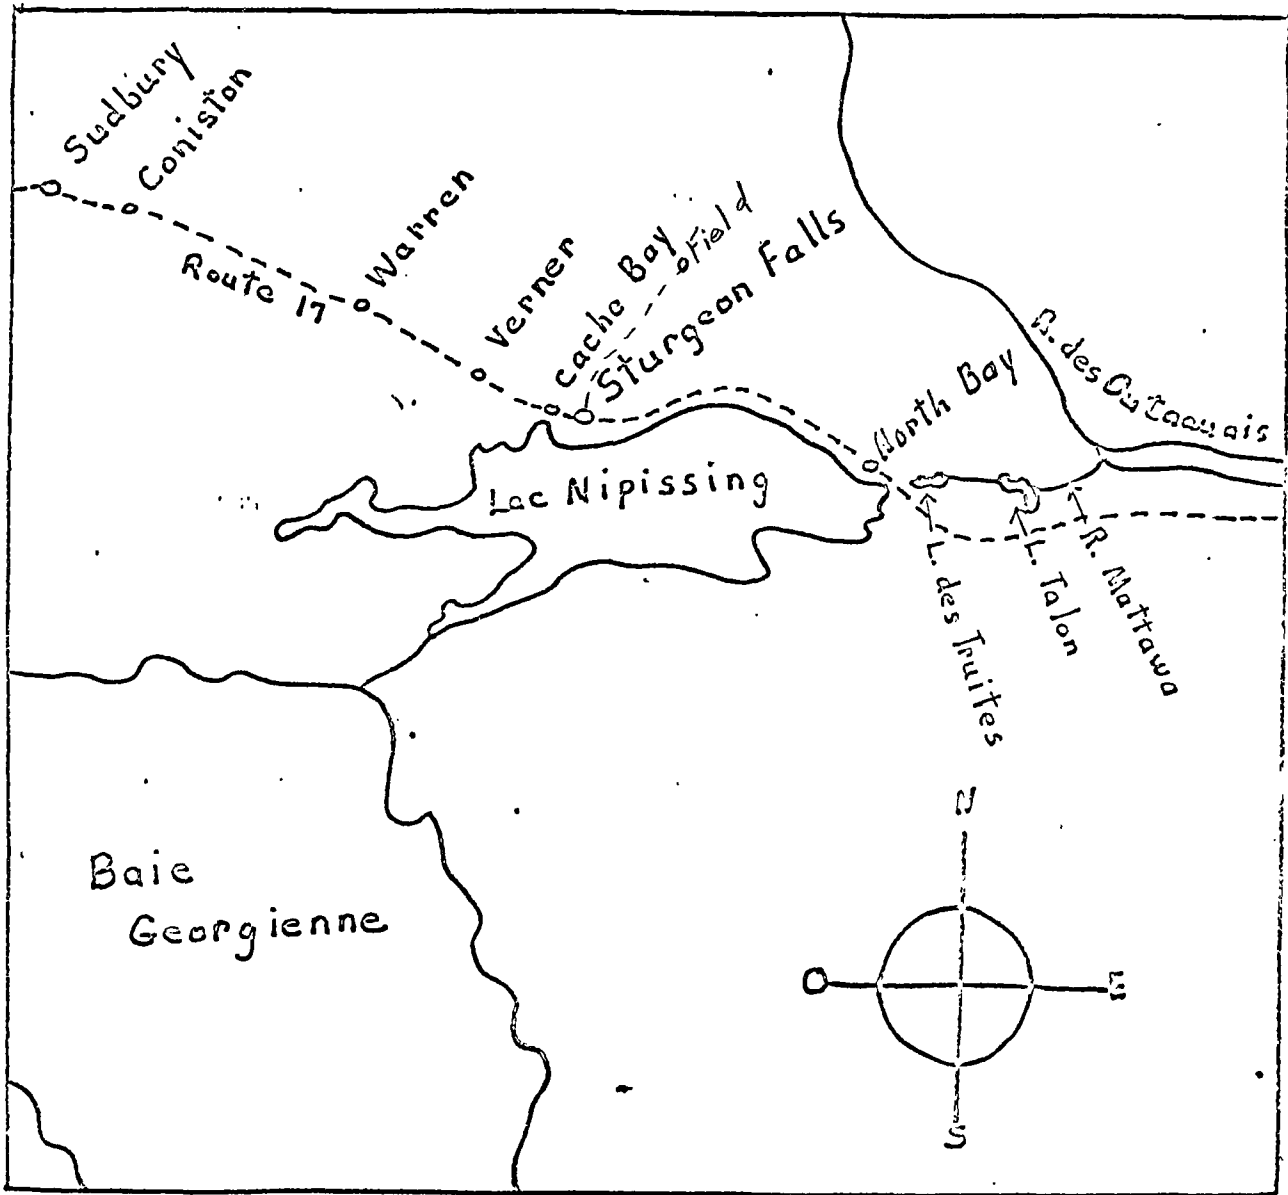 Sudbury
Coniston
Warren
Route 17
Verner
Cache Bay
Field
Sturgeon Falls
North Bay
R. des Outaouais
Lac Nipissing
L. des Truites
L. Talon
R. Mattawa
Baie
Georgienne
N
O
E
S